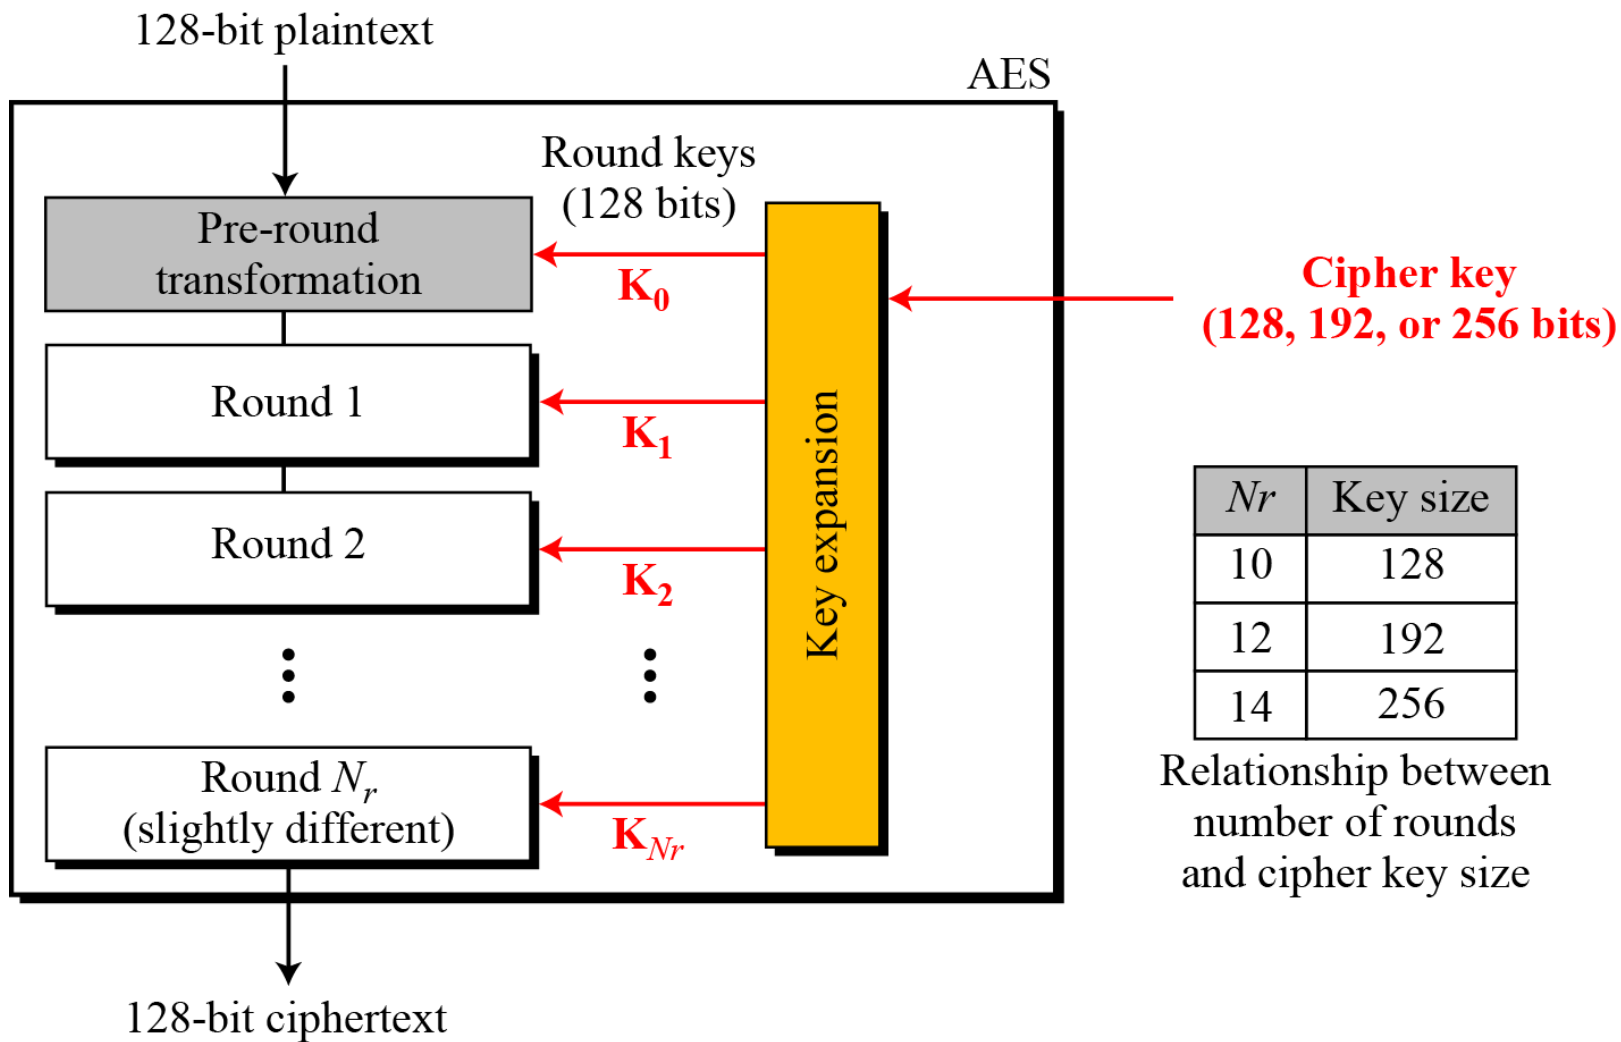 128-bit plaintext
AES
Round keys
(128 bits)
Pre-round
transformation
K0
Cipher key
(128, 192, or 256 bits)
Round 1
K1
Round 2
K2
Key expansion
Round Nr
(slightly different)
KNr
128-bit ciphertext
Nr Key size
10 128
12 192
14 256
Relationship between
number of rounds
and cipher key size